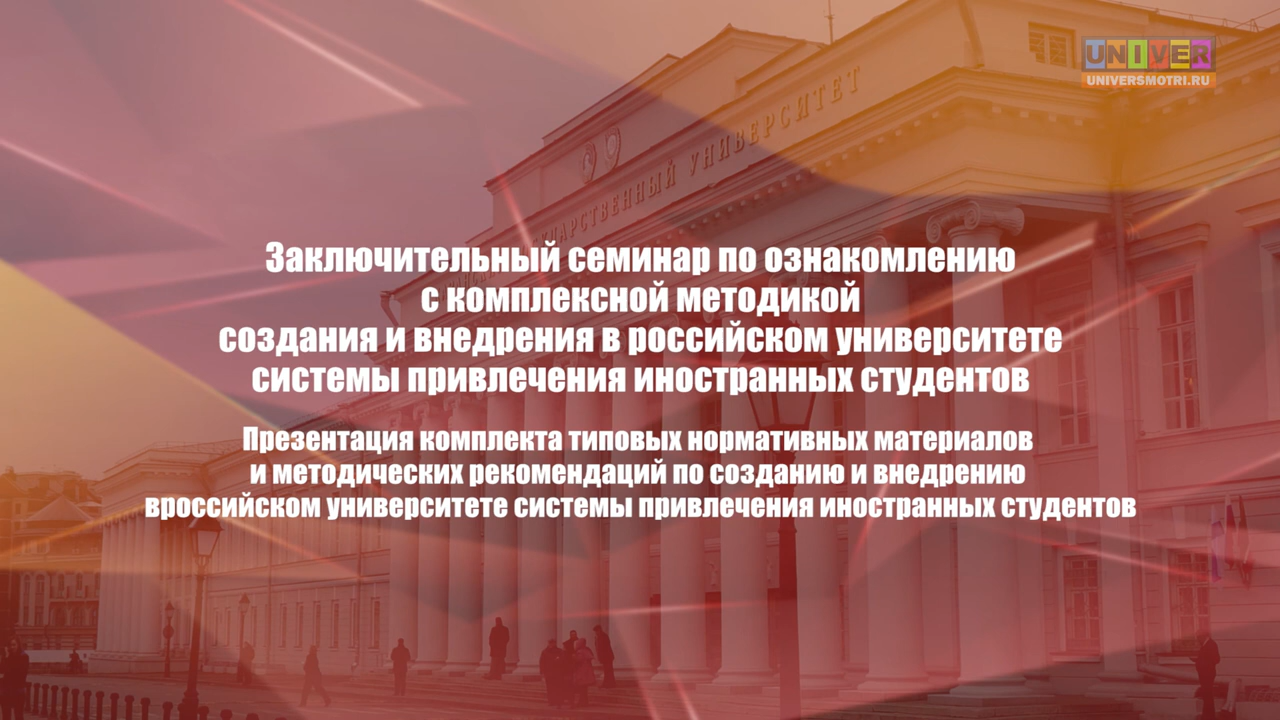 UNIVER
UNIVERSMOTRI.RU
УНИВЕРСИТЕТ
Заключительный семинар по ознакомлению
с комплексной методикой
создания и внедрения в российском университете
системы привлечения иностранных студентов
Презентация комплекта типовых нормативных материалов
и методических рекомендаций по созданию и внедрению
вроссийском университете системы привлечения иностранных студентов